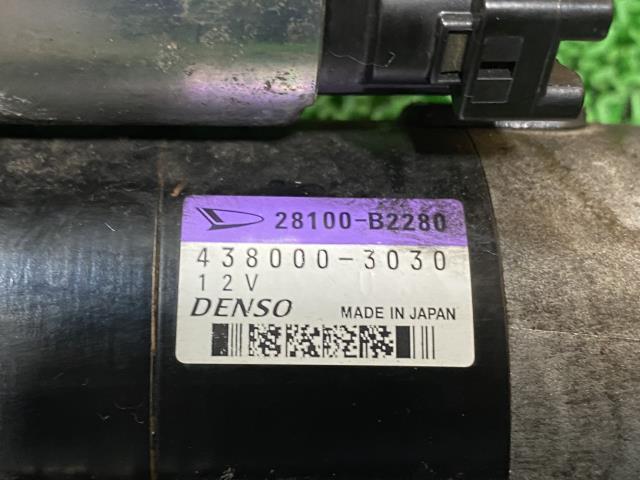 28100-B2280
438000-3030
12V
DENSO MADE IN JAPAN